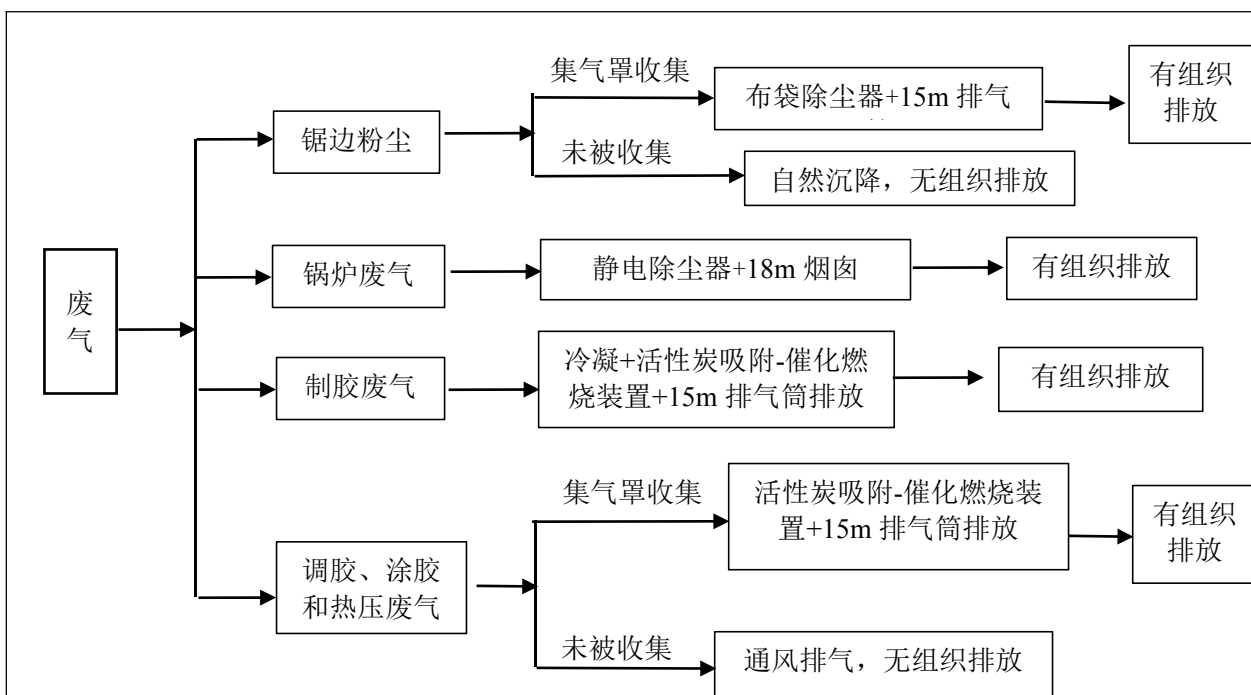 集气罩收集
布袋除尘器+15m 排气
有组织
排放
锯边粉尘
未被收集
自然沉降，无组织排放
废
气
锅炉废气
静电除尘器+18m 烟囱
有组织排放
制胶废气
冷凝+活性炭吸附-催化燃
烧装置+15m 排气筒排放
有组织排放
集气罩收集
活性炭吸附-催化燃烧装
置+15m 排气筒排放
有组织
排放
调胶、涂胶
和热压废气
未被收集
通风排气，无组织排放